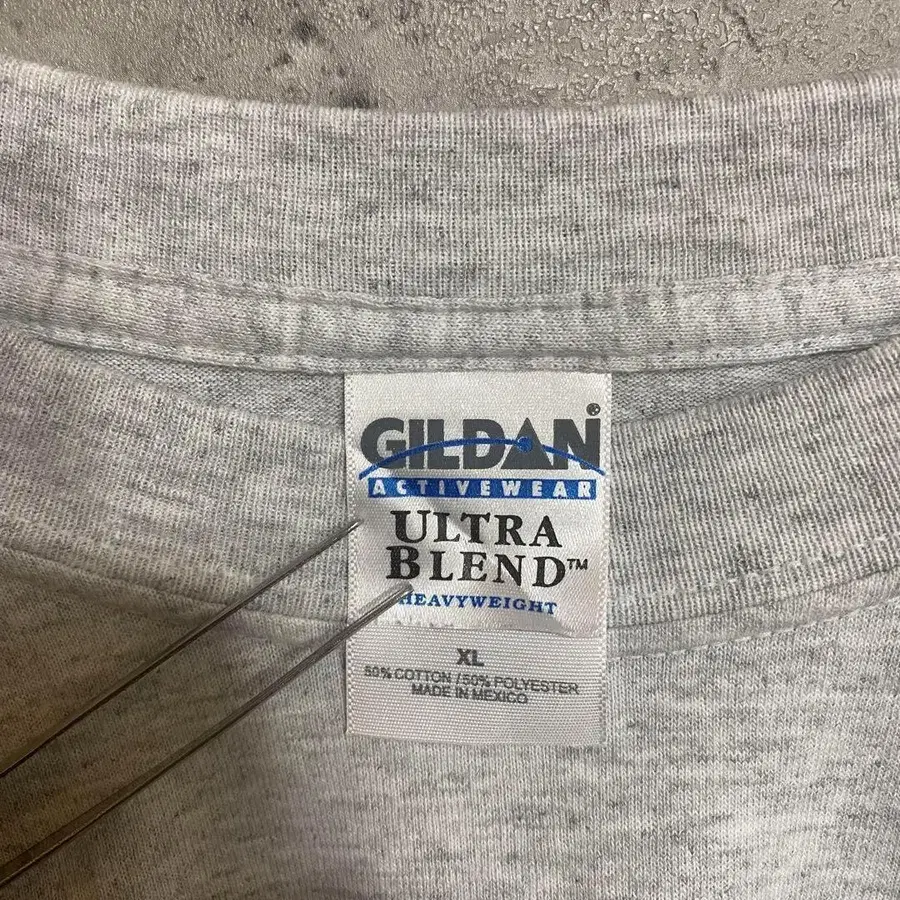 GILDAN
ACTIVEWEAR
ULTRA
BLEND™
HEAVYWEIGHT
XL
50% COTTON / 50% POLYESTER
MADE IN MEXICO